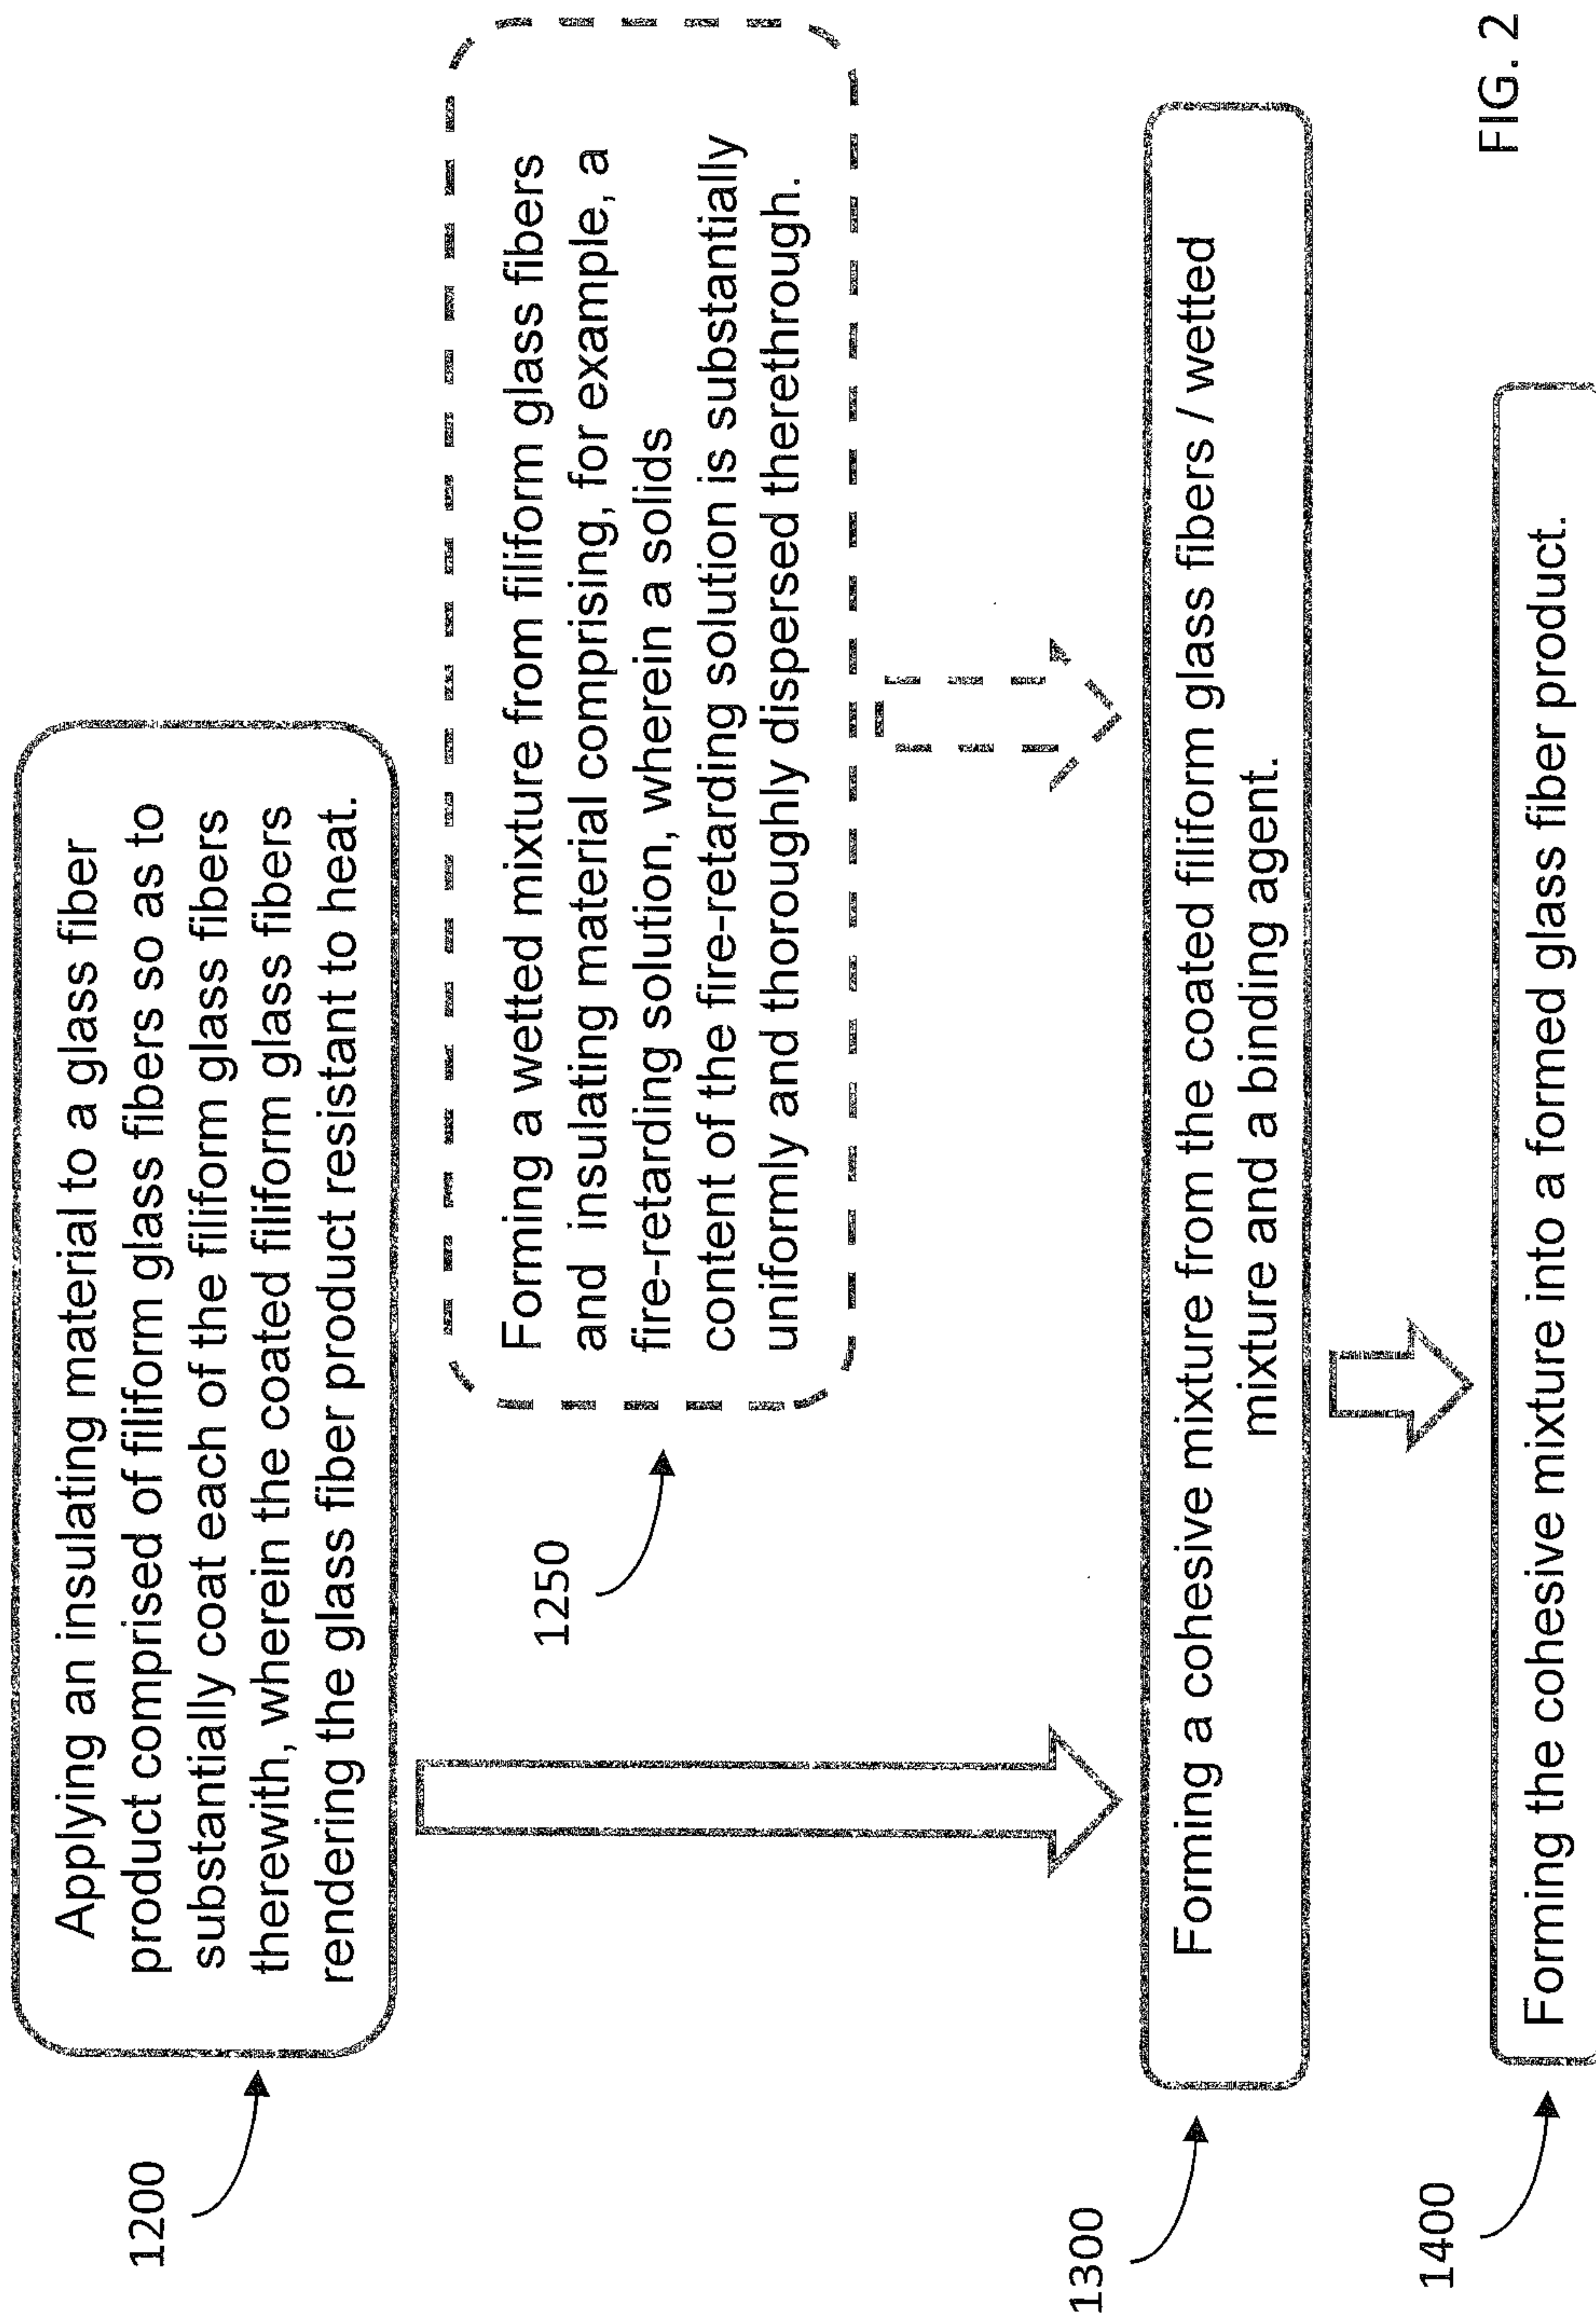 1200
Applying an insulating material to a glass fiber
product comprised of filiform glass fibers so as to
substantially coat each of the filiform glass fibers
therewith, wherein the coated filiform glass fibers
rendering the glass fiber product resistant to heat.
1250
Forming a wetted mixture from filiform glass fibers
and insulating material comprising, for example, a
fire-retarding solution, wherein a solids
content of the fire-retarding solution is substantially
uniformly and thoroughly dispersed therethrough.
1300
Forming a cohesive mixture from the coated filiform glass fibers / wetted
mixture and a binding agent.
1400
Forming the cohesive mixture into a formed glass fiber product.
FIG. 2